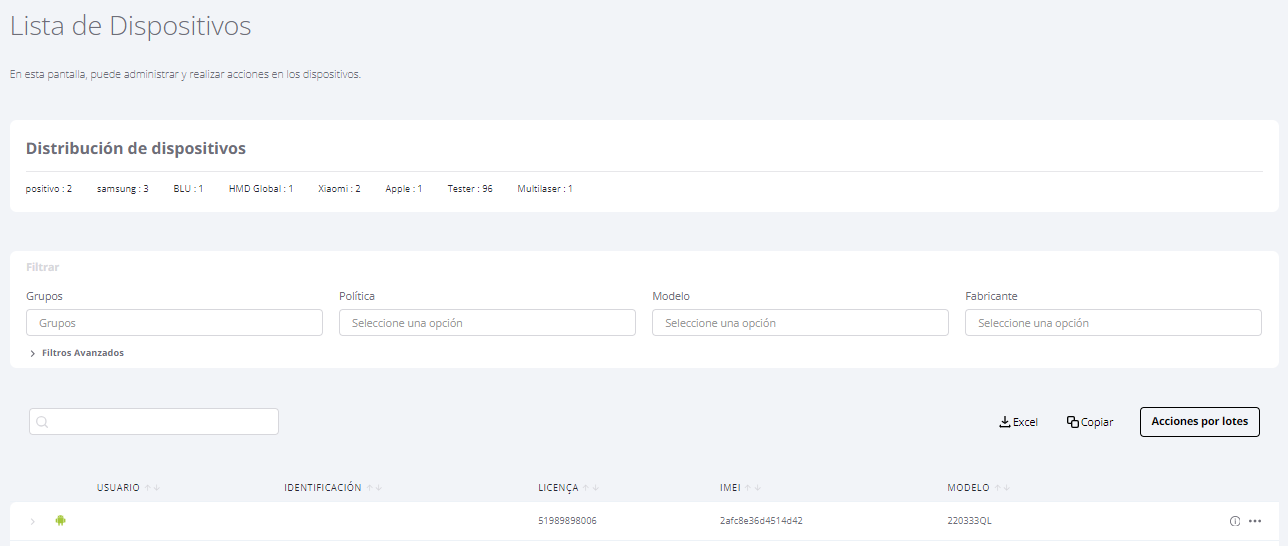 Lista de Dispositivos
En esta pantalla, puede administrar y realizar acciones en los dispositivos.
Distribución de dispositivos
positivo : 2 samsung : 3 BLU : 1 HMD Global : 1 Xiaomi : 2 Apple : 1 Tester : 96 Multilaser : 1
Filtrar
Grupos Política Modelo Fabricante
Grupos Seleccione una opción Seleccione una opción Seleccione una opción
Filtros Avanzados
Excel Copiar Acciones por lotes
USUARIO IDENTIFICACIÓN LICENÇA IMEI MODELO
51989898006 2afc8e36d4514d42 220333QL